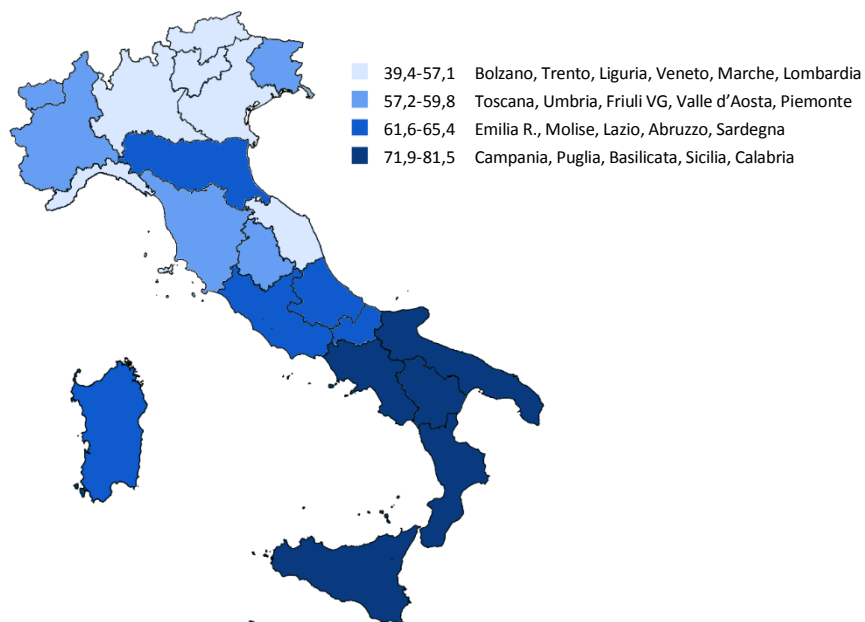 39,4-57,1 Bolzano, Trento, Liguria, Veneto, Marche, Lombardia
57,2-59,8 Toscana, Umbria, Friuli VG, Valle d'Aosta, Piemonte
61,6-65,4 Emilia R., Molise, Lazio, Abruzzo, Sardegna
71,9-81,5 Campania, Puglia, Basilicata, Sicilia, Calabria